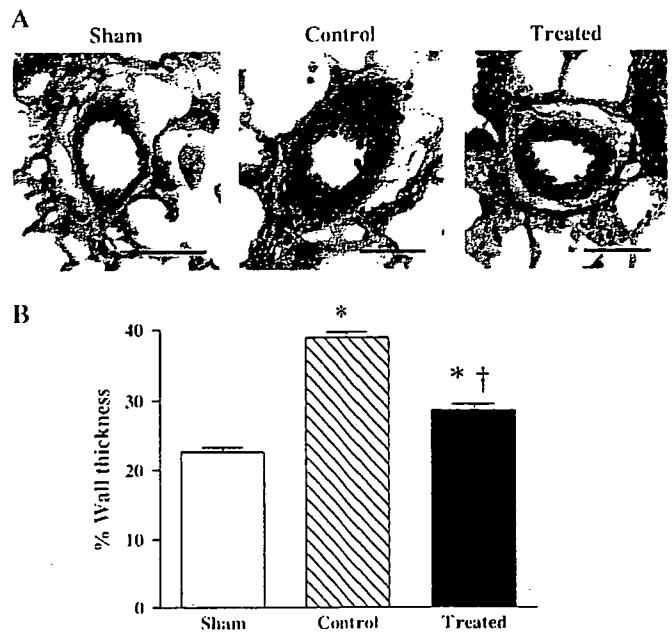 A
Sham Control Treated
B
40
30
20
10
0
% Wall thickness
*
* †
Sham Control Treated